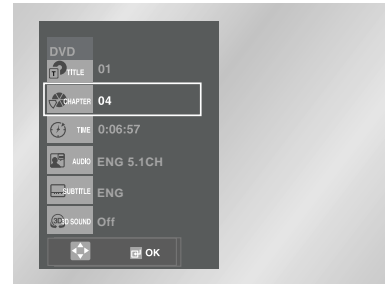 DVD
TITLE 01
CHAPTER 04
TIME 0:06:57
AUDIO ENG 5.1CH
SUBTITLE ENG
3D SOUND Off
OK